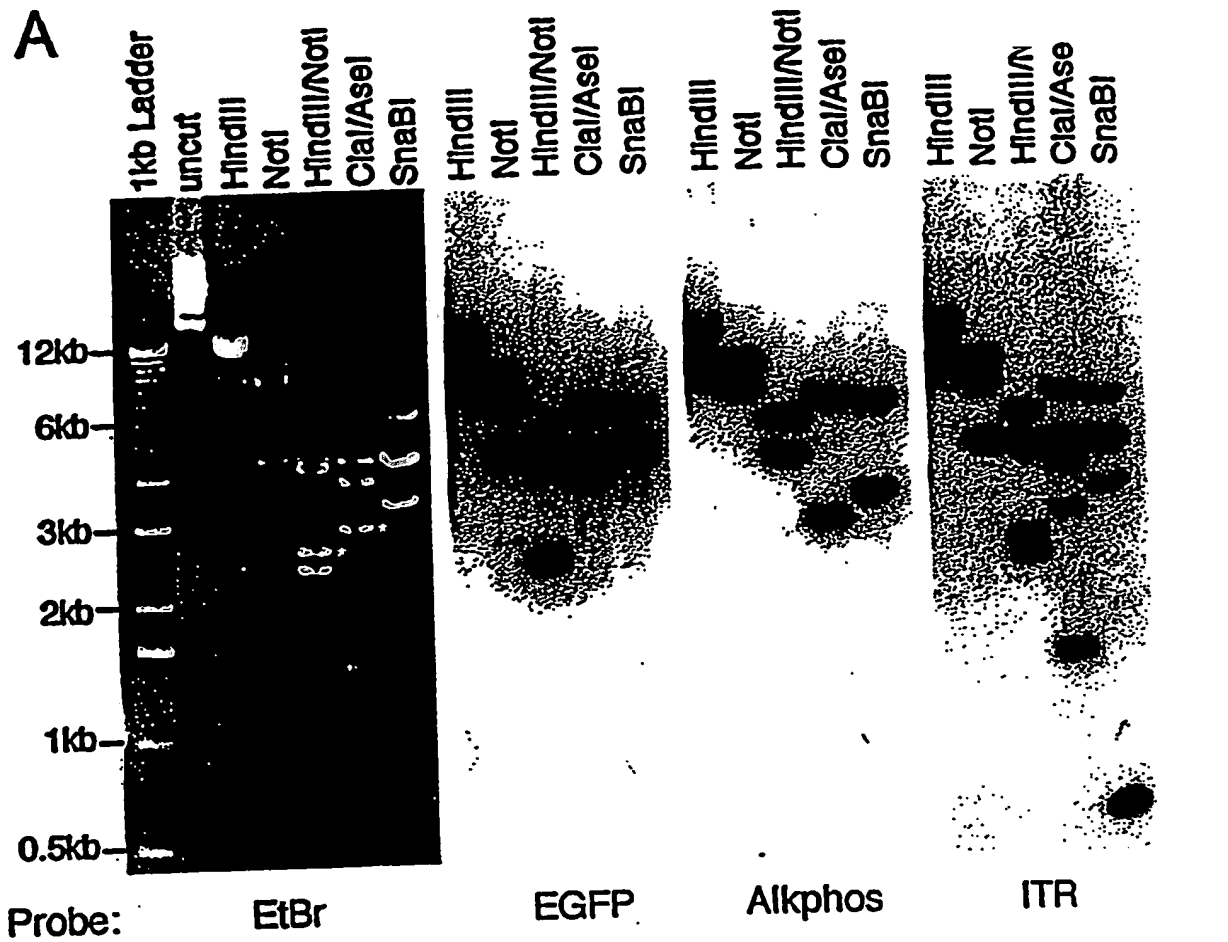 A
1kb Ladder
uncut
HindIII
NotI
HindIII/NotI
ClaI/AseI
SnaBI
HindIII
NotI
HindIII/NotI
ClaI/AseI
SnaBI
HindIII
NotI
HindIII/NotI
ClaI/AseI
SnaBI
HindIII
NotI
HindIII/N
ClaI/Ase
SnaBI
12kb
6kb
3kb
2kb
1kb
0.5kb
Probe: EtBr EGFP Alkphos ITR